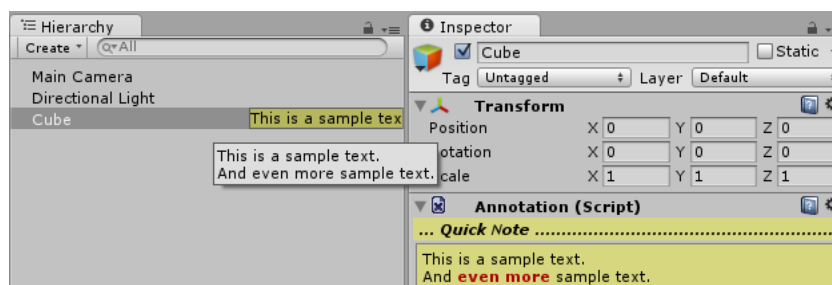 Hierarchy
Create
All
Main Camera
Directional Light
Cube
This is a sample tex
This is a sample text.
And even more sample text.
Inspector
Cube
Static
Tag Untagged Layer Default
Transform
Position X 0 Y 0 Z 0
otation X 0 Y 0 Z 0
cale X 1 Y 1 Z 1
Annotation (Script)
... Quick Note ...............................................
This is a sample text.
And even more sample text.